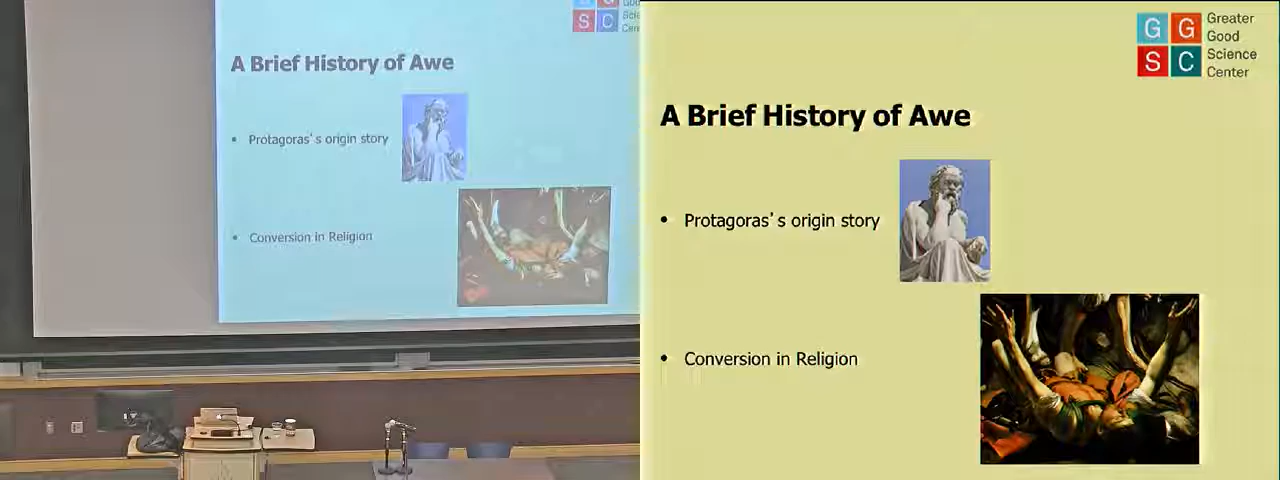 A Brief History of Awe
Protagoras's origin story
Conversion in Religion
G G
S C
Greater
Good
Science
Center
A Brief History of Awe
• Protagoras's origin story
• Conversion in Religion